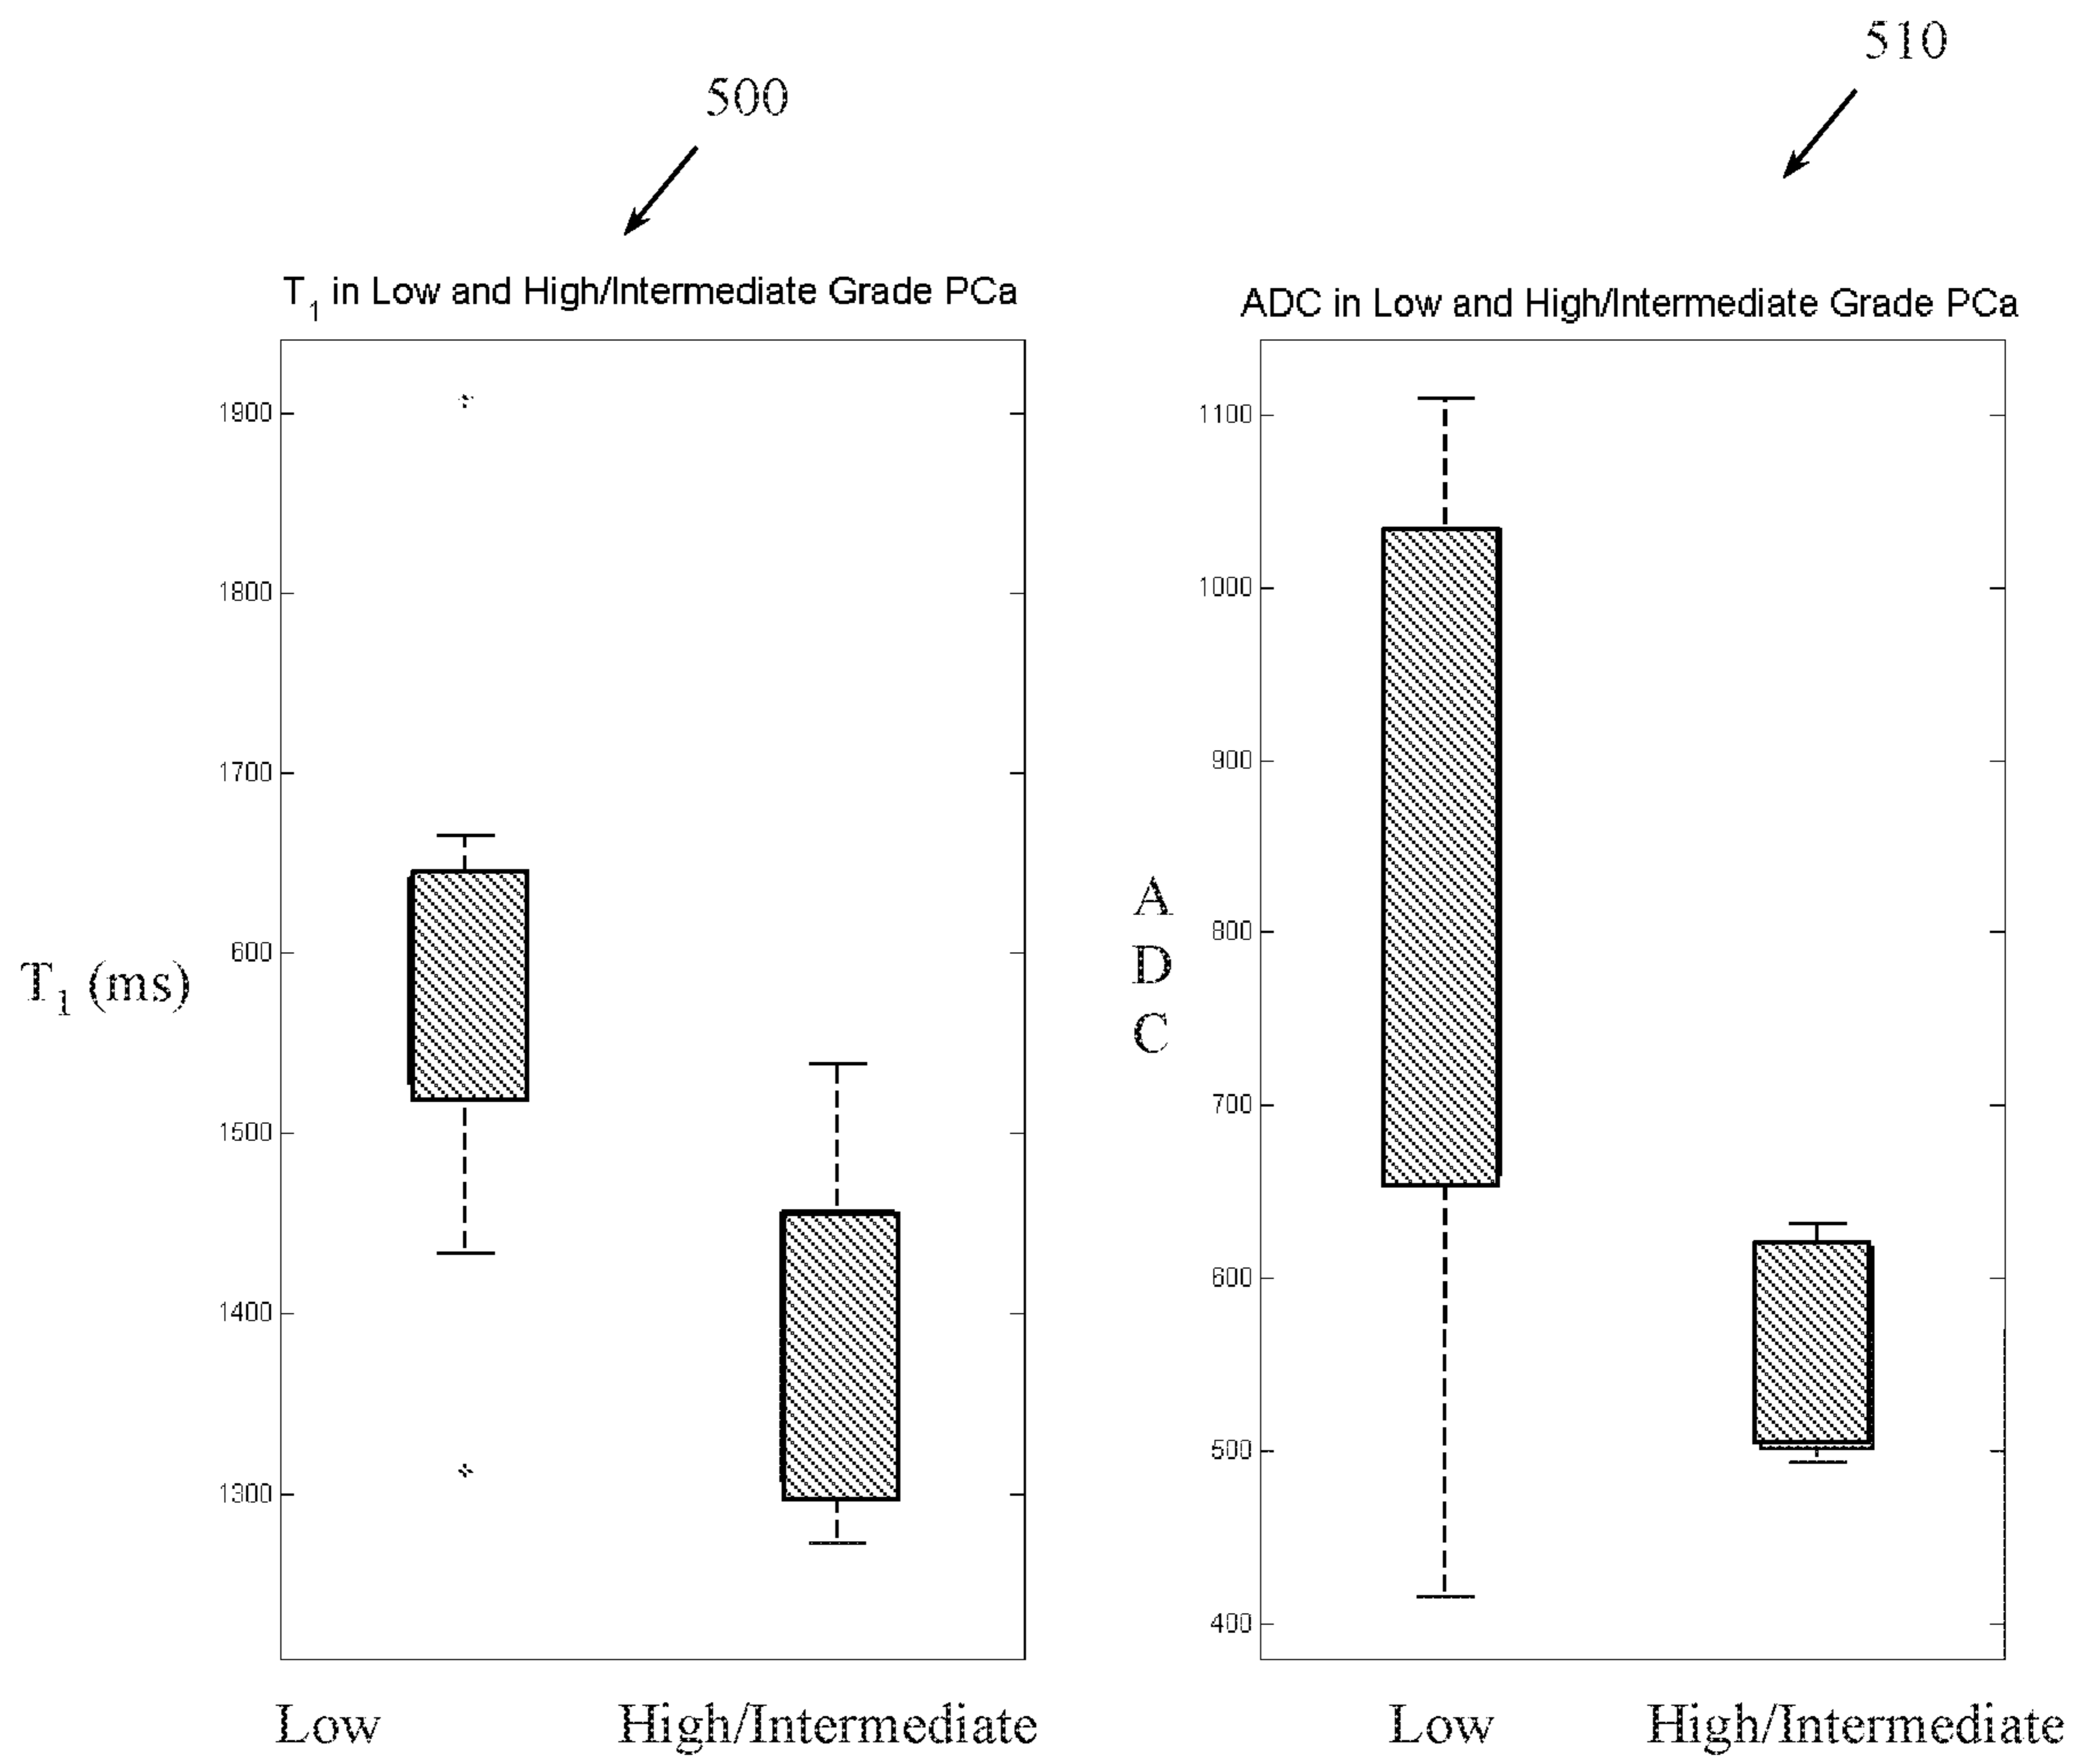 500
510
T1 in Low and High/Intermediate Grade PCa
ADC in Low and High/Intermediate Grade PCa
1900
1800
1700
600
1500
1400
1300
T1 (ms)
Low
High/Intermediate
1100
1000
900
800
700
600
500
400
A
D
C
Low
High/Intermediate